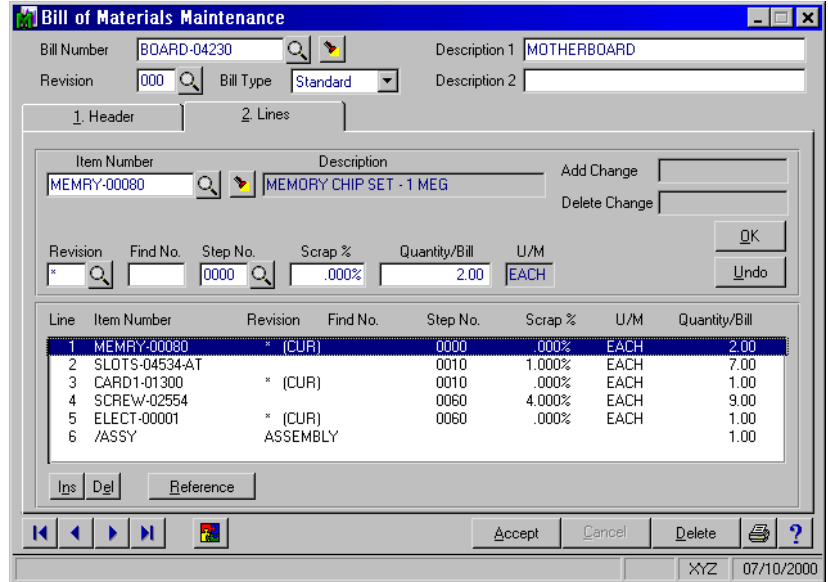 Bill of Materials Maintenance
Bill Number BOARD-04230 Description 1 MOTHERBOARD
Revision 000 Bill Type Standard Description 2
1. Header 2. Lines
Item Number Description
MEMRY-00080 MEMORY CHIP SET - 1 MEG
Add Change
Delete Change
OK
Revision Find No. Step No. Scrap % Quantity/Bill U/M
* 0000 .000% 2.00 EACH
Undo
Line Item Number Revision Find No. Step No. Scrap % U/M Quantity/Bill
1 MEMRY-00080 * (CUR) 0000 .000% EACH 2.00
2 SLOTS-04534-AT 0010 1.000% EACH 7.00
3 CARD1-01300 * (CUR) 0010 .000% EACH 1.00
4 SCREW-02554 0060 4.000% EACH 9.00
5 ELECT-00001 * (CUR) 0060 .000% EACH 1.00
6 /ASSY ASSEMBLY 1.00
Ins Del Reference
Accept Cancel Delete ?
XYZ 07/10/2000